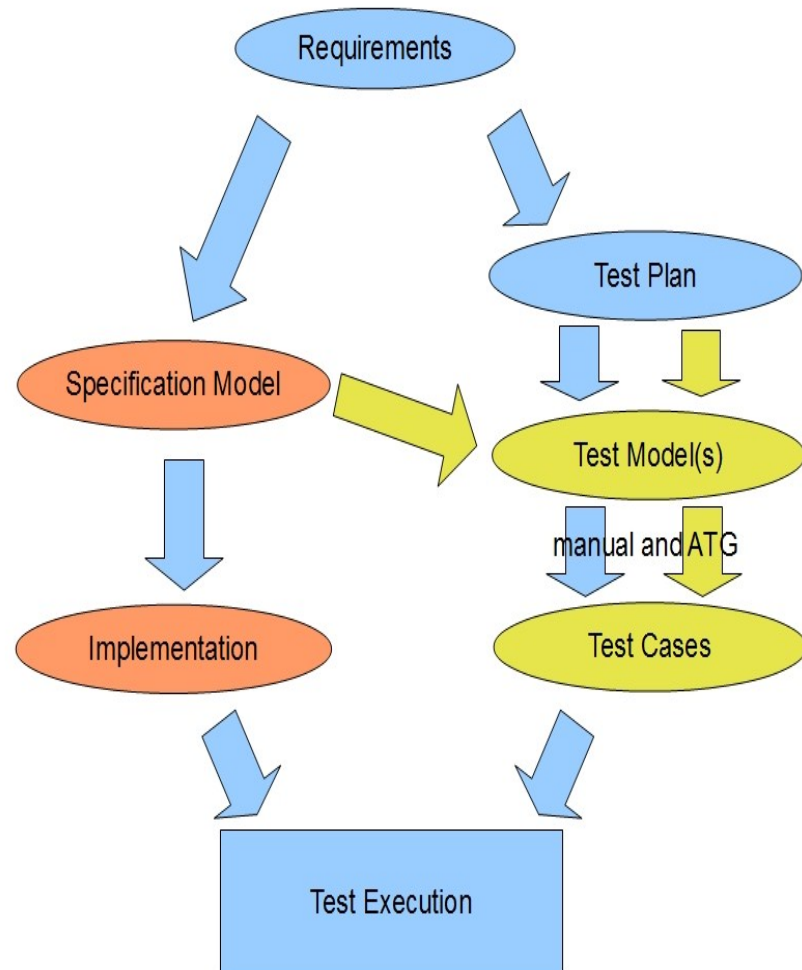 Requirements
Test Plan
Specification Model
Test Model(s)
manual and ATG
Implementation
Test Cases
Test Execution